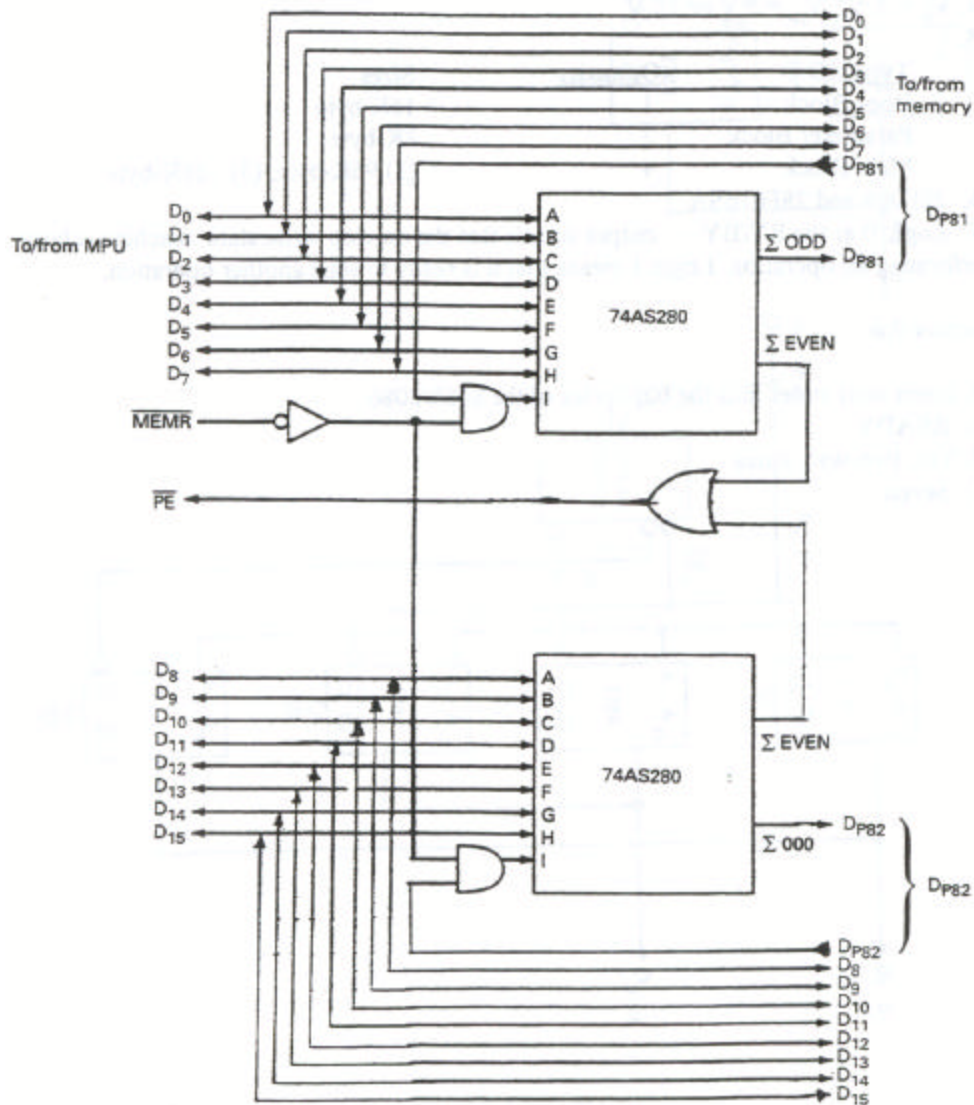 D0
D1
D2
D3
D4
D5
D6
D7
DP81
To/from
memory
D0
D1
D2
D3
D4
D5
D6
D7
To/from MPU
A
B
C
D
E
F
G
H
I
74AS280
Σ ODD
DP81
DP81
Σ EVEN
MEMR
PE
D8
D9
D10
D11
D12
D13
D14
D15
A
B
C
D
E
F
G
H
I
74AS280
Σ EVEN
DP82
Σ 000
DP82
DP82
D8
D9
D10
D11
D12
D13
D14
D15